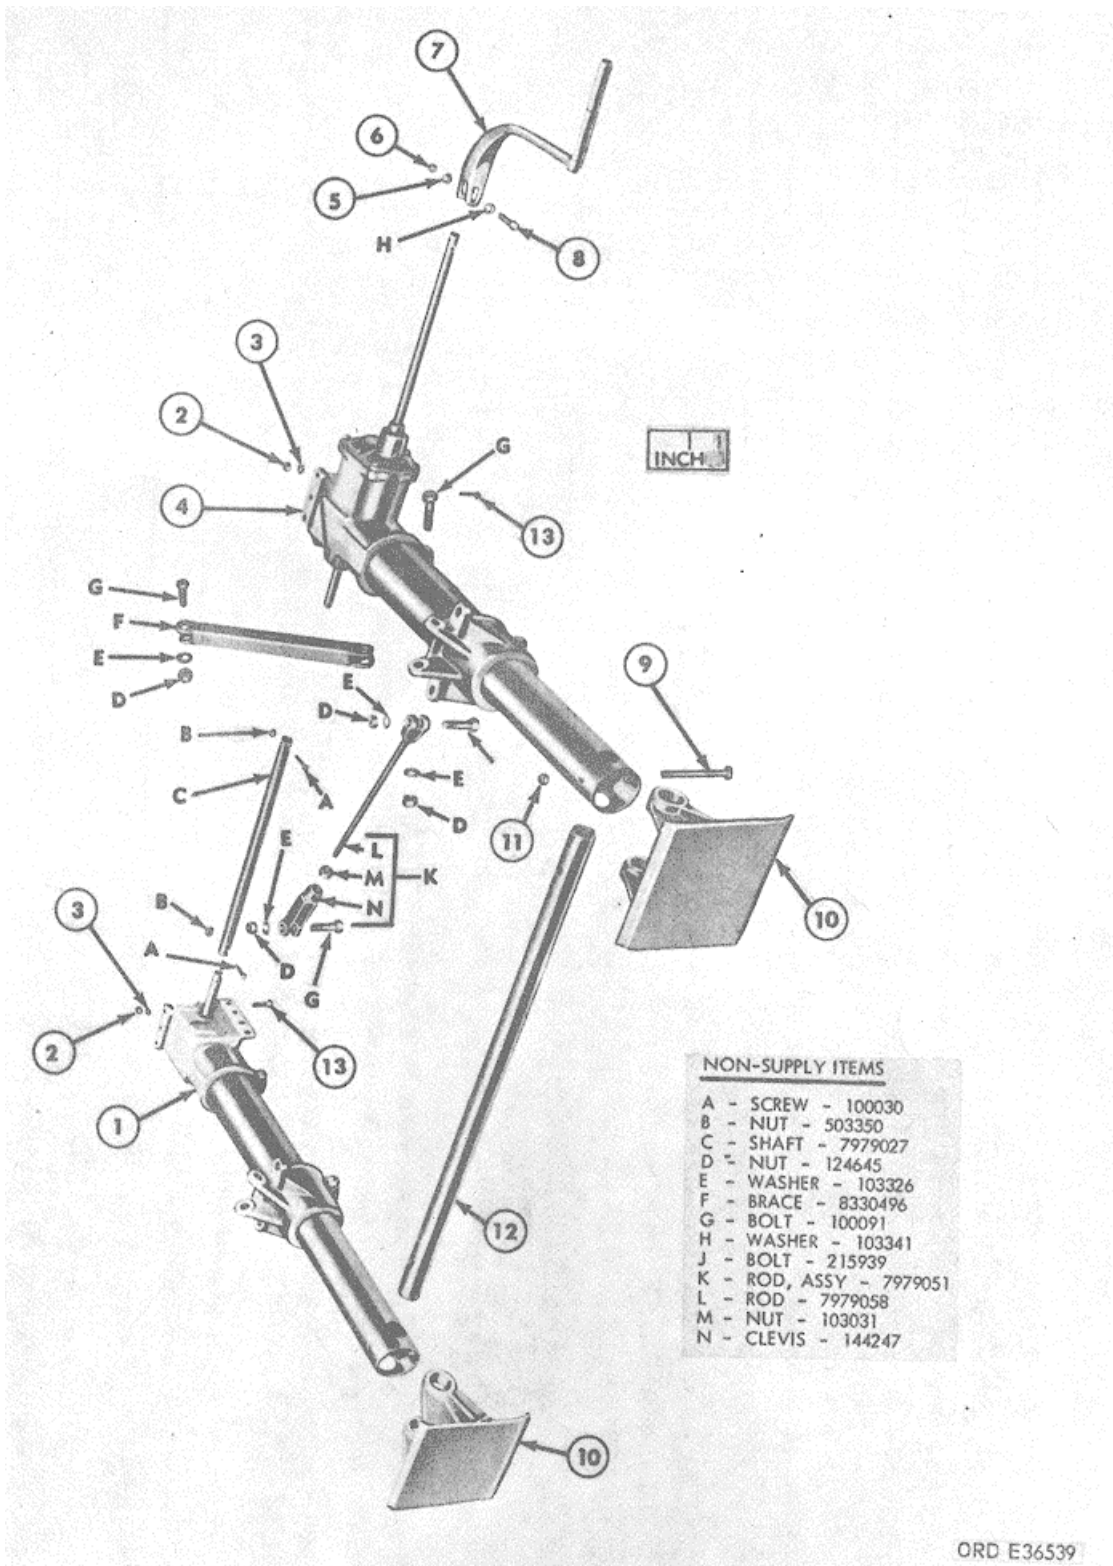 7
6
5
H
8
3
2
G
INCH 1
4
13
G
F
E
9
D
E
D
B
E
C
A
D
11
E
L
M
K
N
3
B
10
A
D
G
2
13
NON-SUPPLY ITEMS
A - SCREW - 100030
1
B - NUT - 503350
C - SHAFT - 7979027
D - NUT - 124645
E - WASHER - 103326
F - BRACE - 8330496
12
G - BOLT - 100091
H - WASHER - 103341
J - BOLT - 215939
K - ROD, ASSY - 7979051
L - ROD - 7979058
M - NUT - 103031
N - CLEVIS - 144247
10
ORD E36539